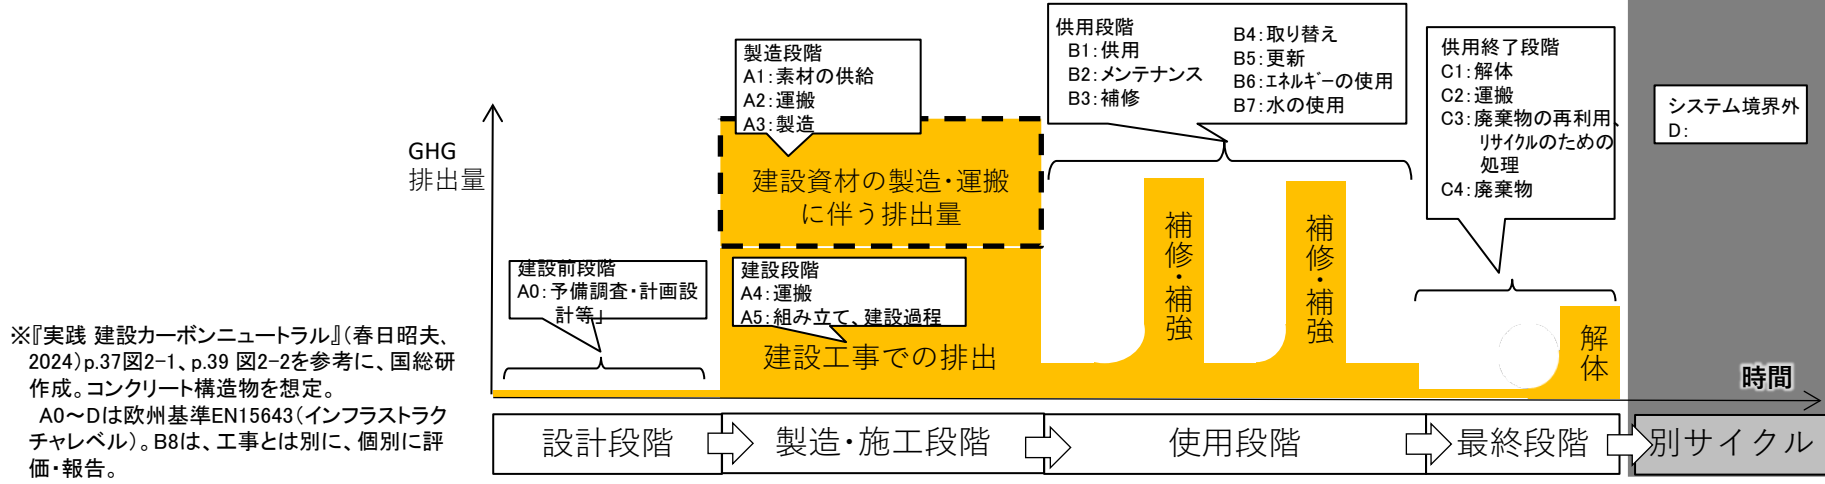 GHG
排出量
建設前段階
A0：予備調査・計画設
計等」
製造段階
A1：素材の供給
A2：運搬
A3：製造
建設資材の製造・運搬
に伴う排出量
建設段階
A4：運搬
A5：組み立て、建設過程
建設工事での排出
供用段階
B1：供用
B2：メンテナンス
B3：補修
B4：取り替え
B5：更新
B6：エネルギーの使用
B7：水の使用
補修・補強
補修・補強
供用終了段階
C1：解体
C2：運搬
C3：廃棄物の再利用、
リサイクルのための
処理
C4：廃棄物
解体
システム境界外
D：
時間
設計段階
製造・施工段階
使用段階
最終段階
別サイクル
※『実践 建設カーボンニュートラル』（春日昭夫、
2024）p.37図2-1、p.39 図2-2を参考に、国総研
作成。コンクリート構造物を想定。
A0～Dは欧州基準EN15643（インフラストラク
チャレベル）。B8は、工事とは別に、個別に評
価・報告。